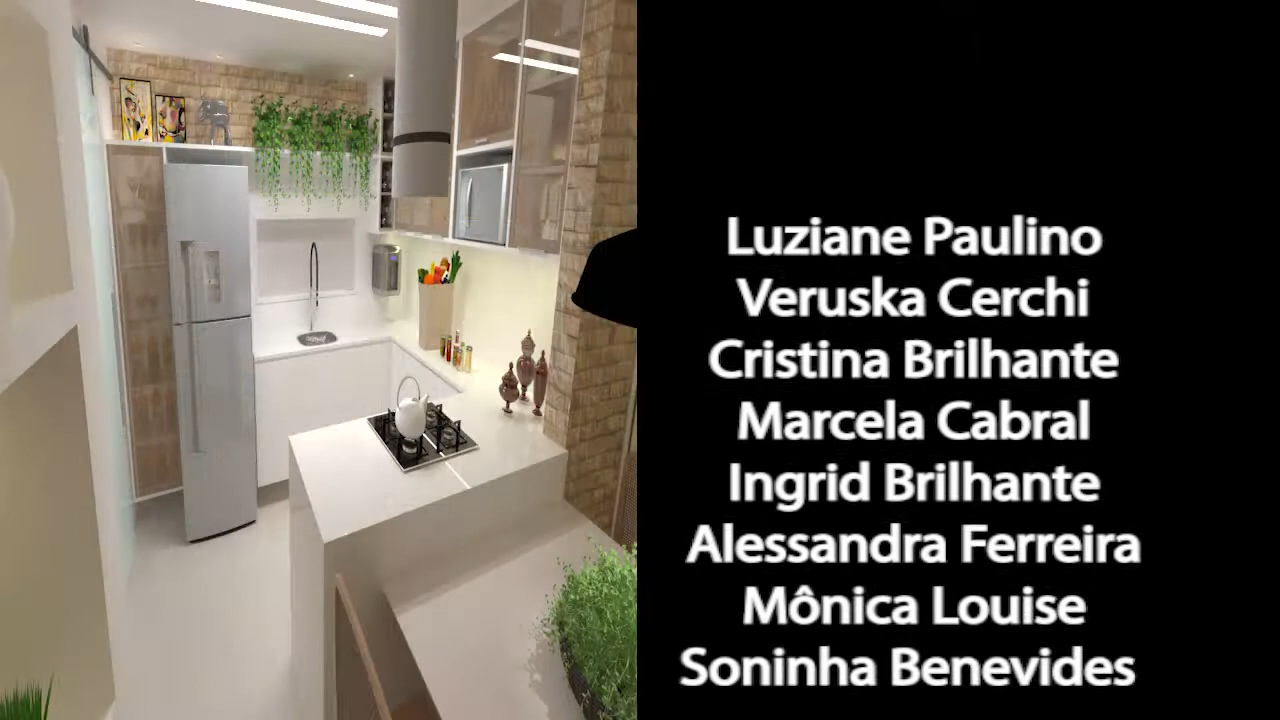 Luziane Paulino
Veruska Cerchi
Cristina Brilhante
Marcela Cabral
Ingrid Brilhante
Alessandra Ferreira
Mônica Louise
Soninha Benevides